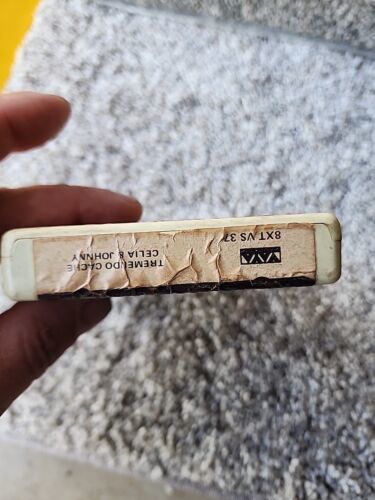 VAYA
8XT VS 37
TREMENDO CACHE
CELIA & JOHNNY